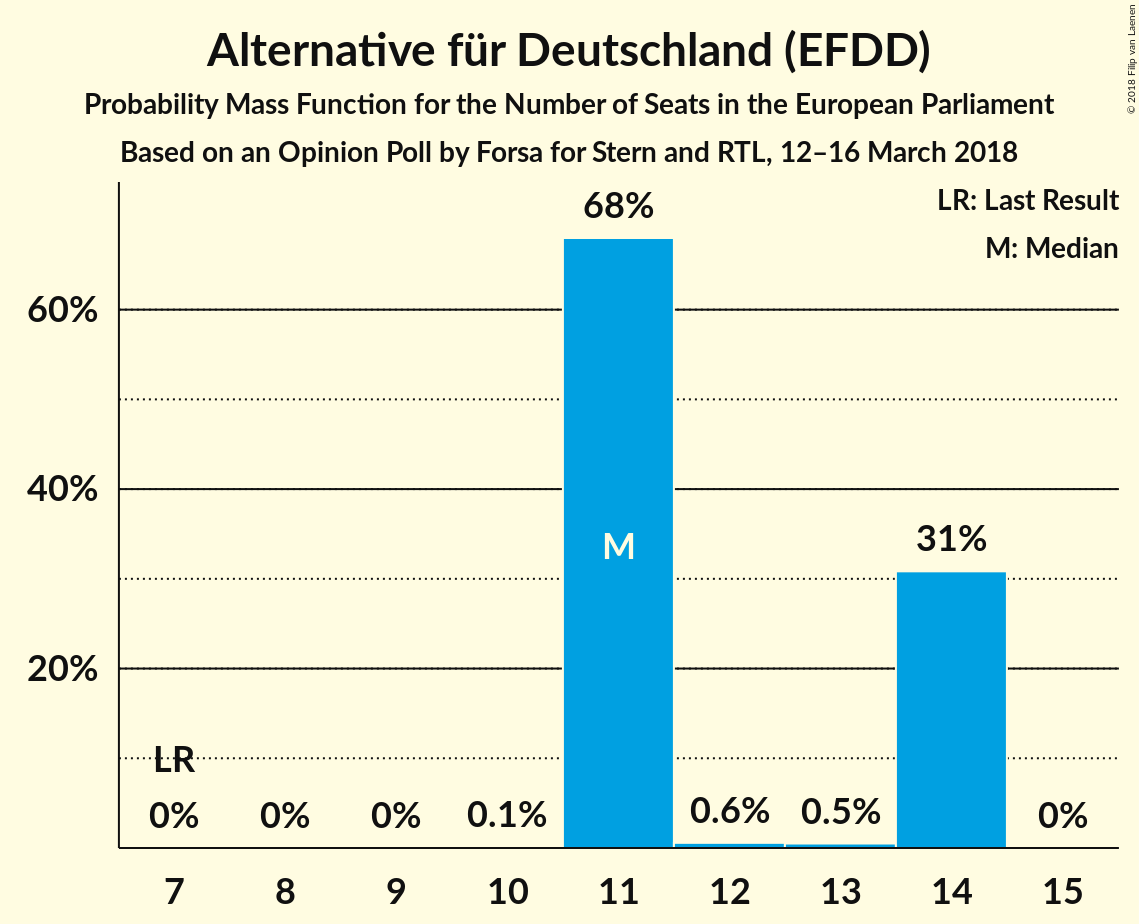 Alternative für Deutschland (EFDD)
Probability Mass Function for the Number of Seats in the European Parliament
Based on an Opinion Poll by Forsa for Stern and RTL, 12–16 March 2018
© 2018 Filip van Laenen
LR: Last Result
M: Median
68%
60%
40%
M
31%
20%
LR
0%
0%
0%
0.1%
0.6%
0.5%
0%
7
8
9
10
11
12
13
14
15